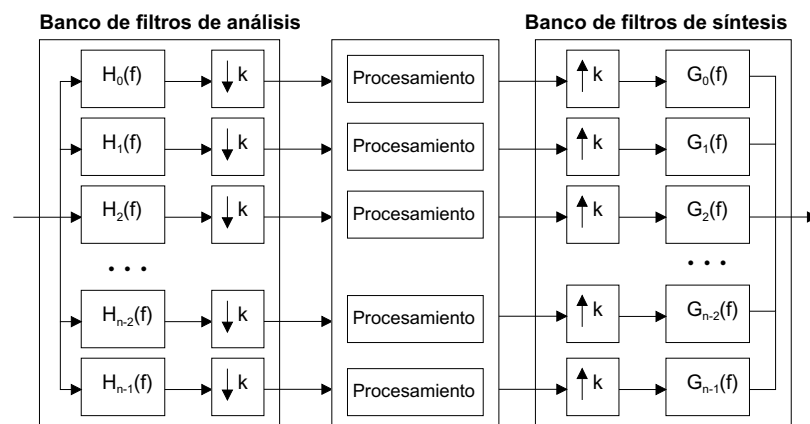 Banco de filtros de análisis
Banco de filtros de síntesis
H0(f) ↓ k Procesamiento ↑ k G0(f)
H1(f) ↓ k Procesamiento ↑ k G1(f)
H2(f) ↓ k Procesamiento ↑ k G2(f)
. . . . . .
Hn-2(f) ↓ k Procesamiento ↑ k Gn-2(f)
Hn-1(f) ↓ k Procesamiento ↑ k Gn-1(f)